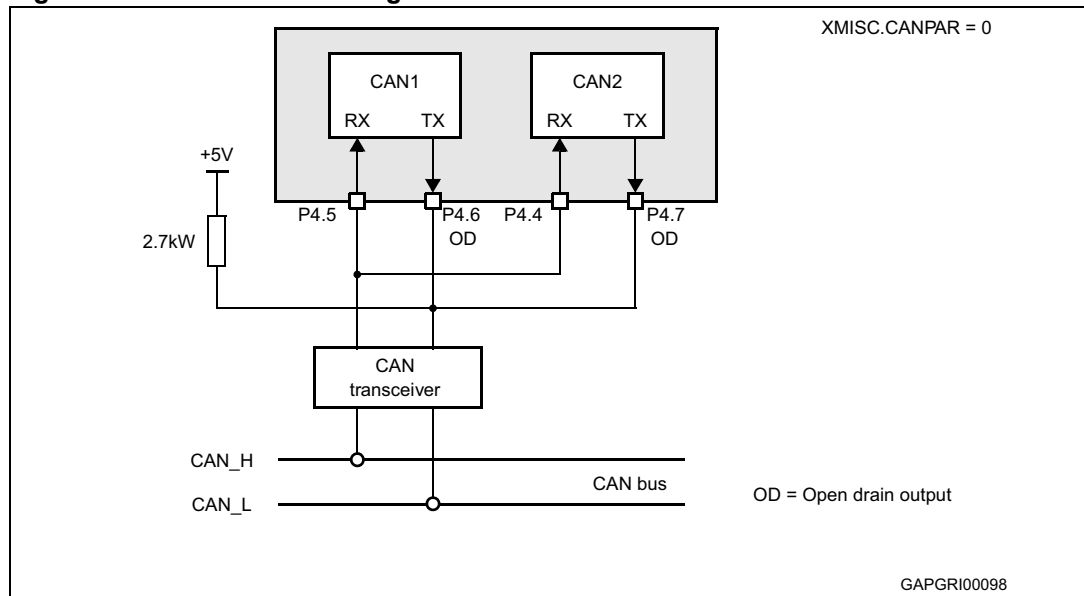 XMISC.CANPAR = 0
CAN1
CAN2
RX
TX
RX
TX
+5V
P4.5
P4.6
P4.4
P4.7
OD
OD
2.7kW
CAN
transceiver
CAN_H
CAN bus
CAN_L
OD = Open drain output
GAPGRI00098